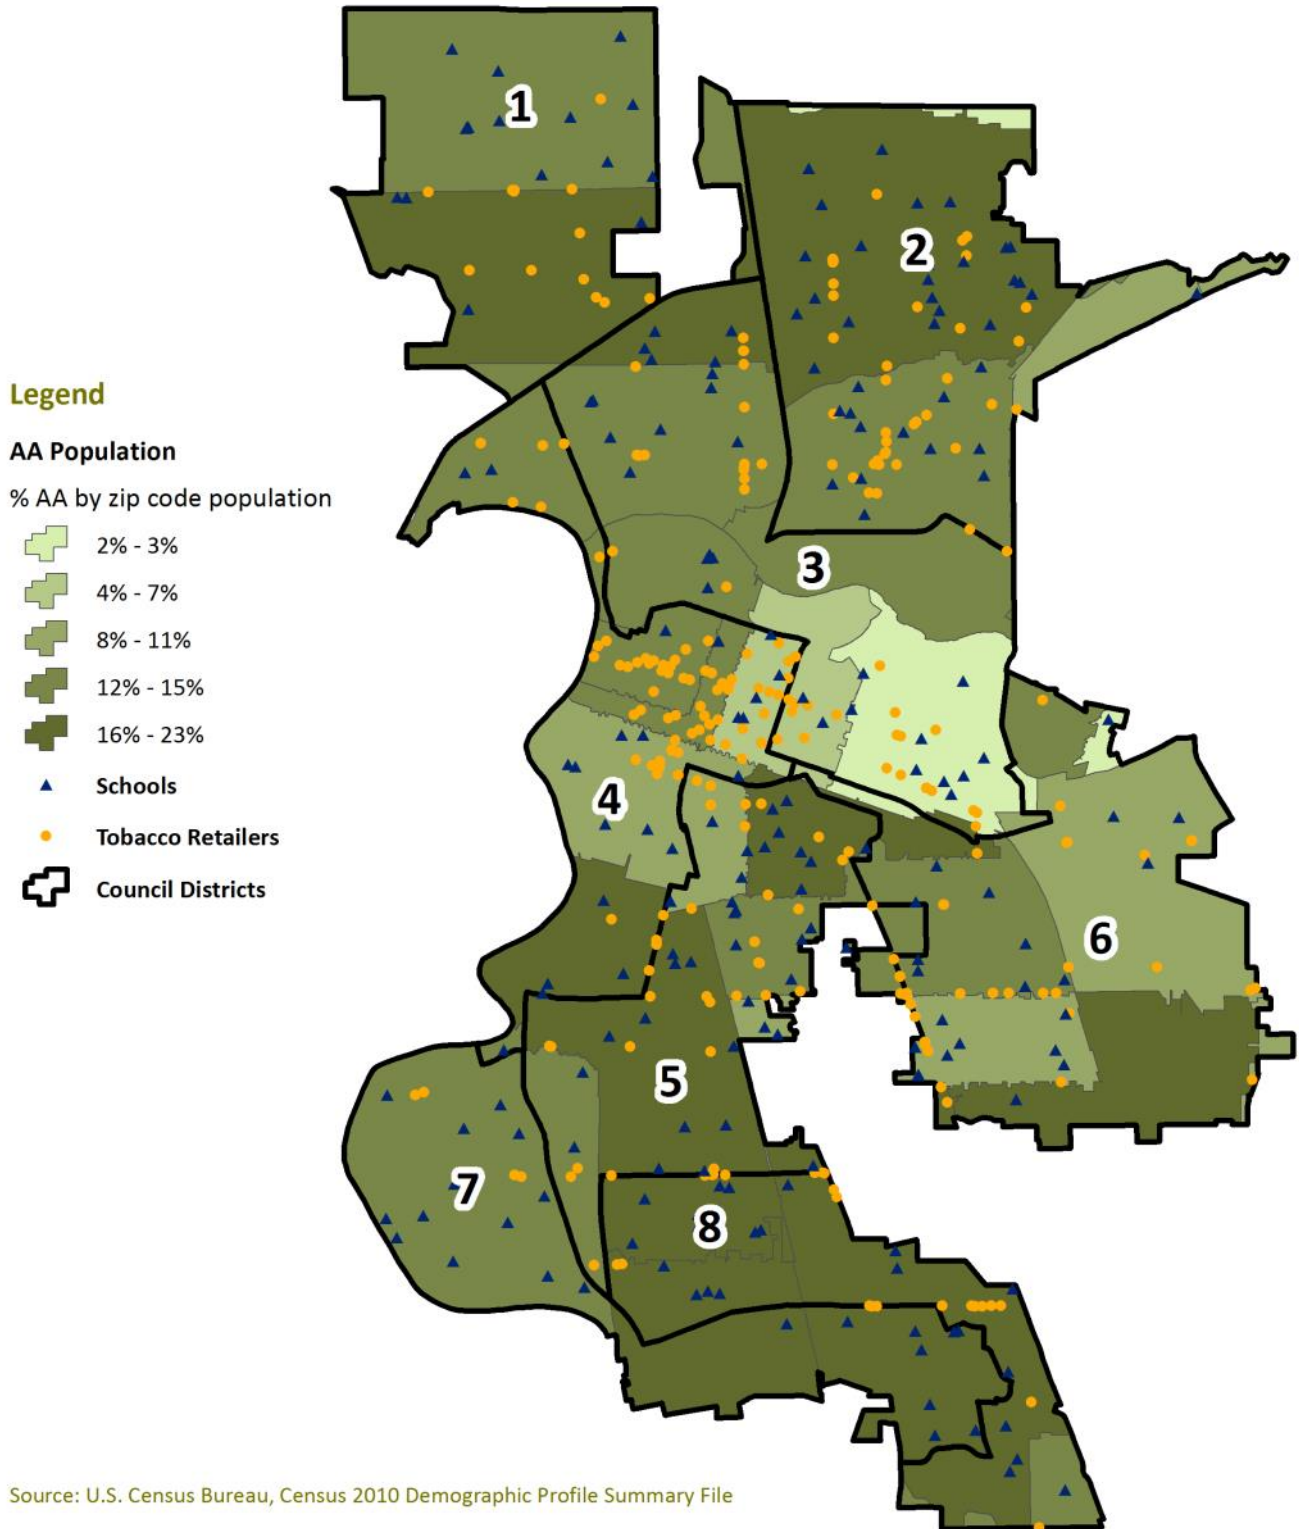 1
2
Legend
AA Population
% AA by zip code population
2% - 3%
4% - 7%
8% - 11%
12% - 15%
16% - 23%
Schools
Tobacco Retailers
Council Districts
3
4
6
5
7
8
Source: U.S. Census Bureau, Census 2010 Demographic Profile Summary File